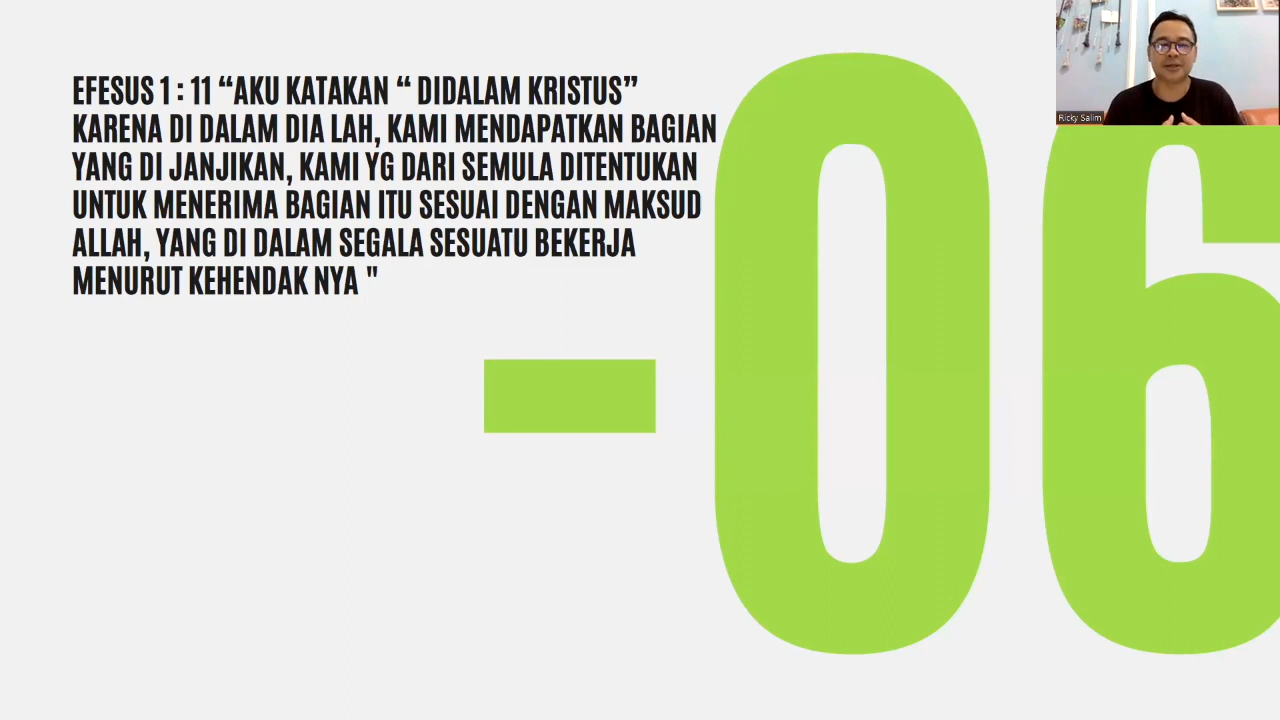 EFESUS 1 : 11 “AKU KATAKAN “ DIDALAM KRISTUS”
KARENA DI DALAM DIA LAH, KAMI MENDAPATKAN BAGIAN
YANG DI JANJIKAN, KAMI YG DARI SEMULA DITENTUKAN
UNTUK MENERIMA BAGIAN ITU SESUAI DENGAN MAKSUD
ALLAH, YANG DI DALAM SEGALA SESUATU BEKERJA
MENURUT KEHENDAK NYA "
-06
Ricky Salim